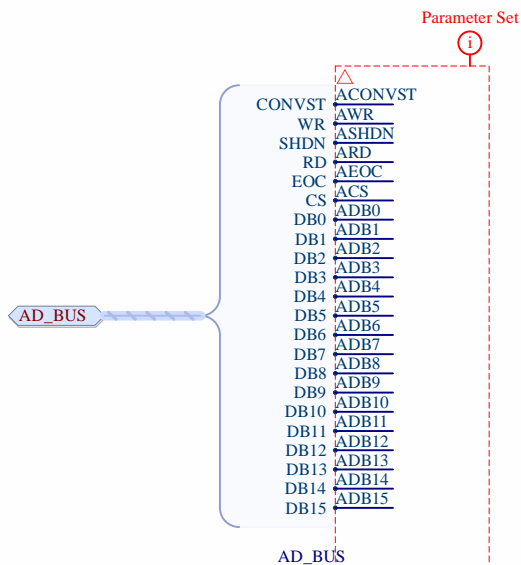 Parameter Set
i
CONVST ACONVST
WR AWR
SHDN ASHDN
RD ARD
EOC AEOC
CS ACS
DB0 ADB0
DB1 ADB1
DB2 ADB2
DB3 ADB3
DB4 ADB4
DB5 ADB5
AD_BUS
DB6 ADB6
DB7 ADB7
DB8 ADB8
DB9 ADB9
DB10 ADB10
DB11 ADB11
DB12 ADB12
DB13 ADB13
DB14 ADB14
DB15 ADB15
AD_BUS